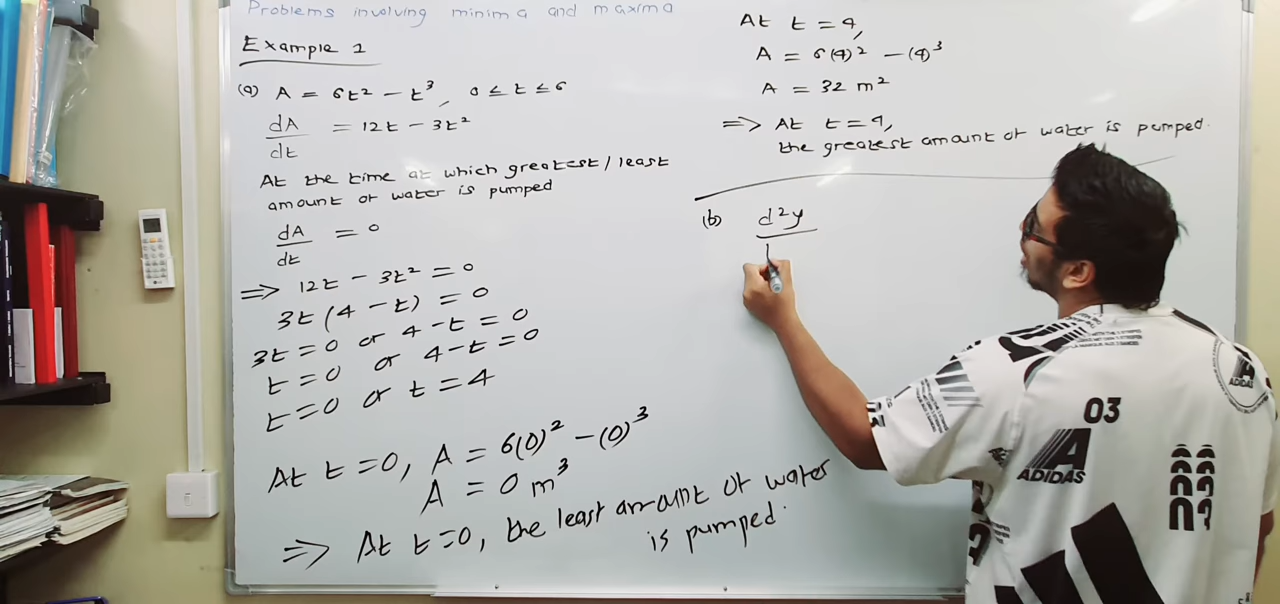 Problems involving minima and maxima
Example 1
(a) A = 6t² - t³, 0 ≤ t ≤ 6
dA/dt = 12t - 3t²
At the time at which greatest/least
amount of water is pumped
dA/dt = 0
⇒ 12t - 3t² = 0
3t(4 - t) = 0
3t = 0 or 4 - t = 0
t = 0 or 4 - t = 0
t = 0 or t = 4
At t = 0, A = 6(0)² - (0)³
A = 0 m³
⇒ At t = 0, the least amount of water
is pumped.
At t = 4,
A = 6(4)² - (4)³
A = 32 m²
⇒ At t = 4,
the greatest amount of water is pumped.
(b) d²y
03
ADIDAS
ADIDAS